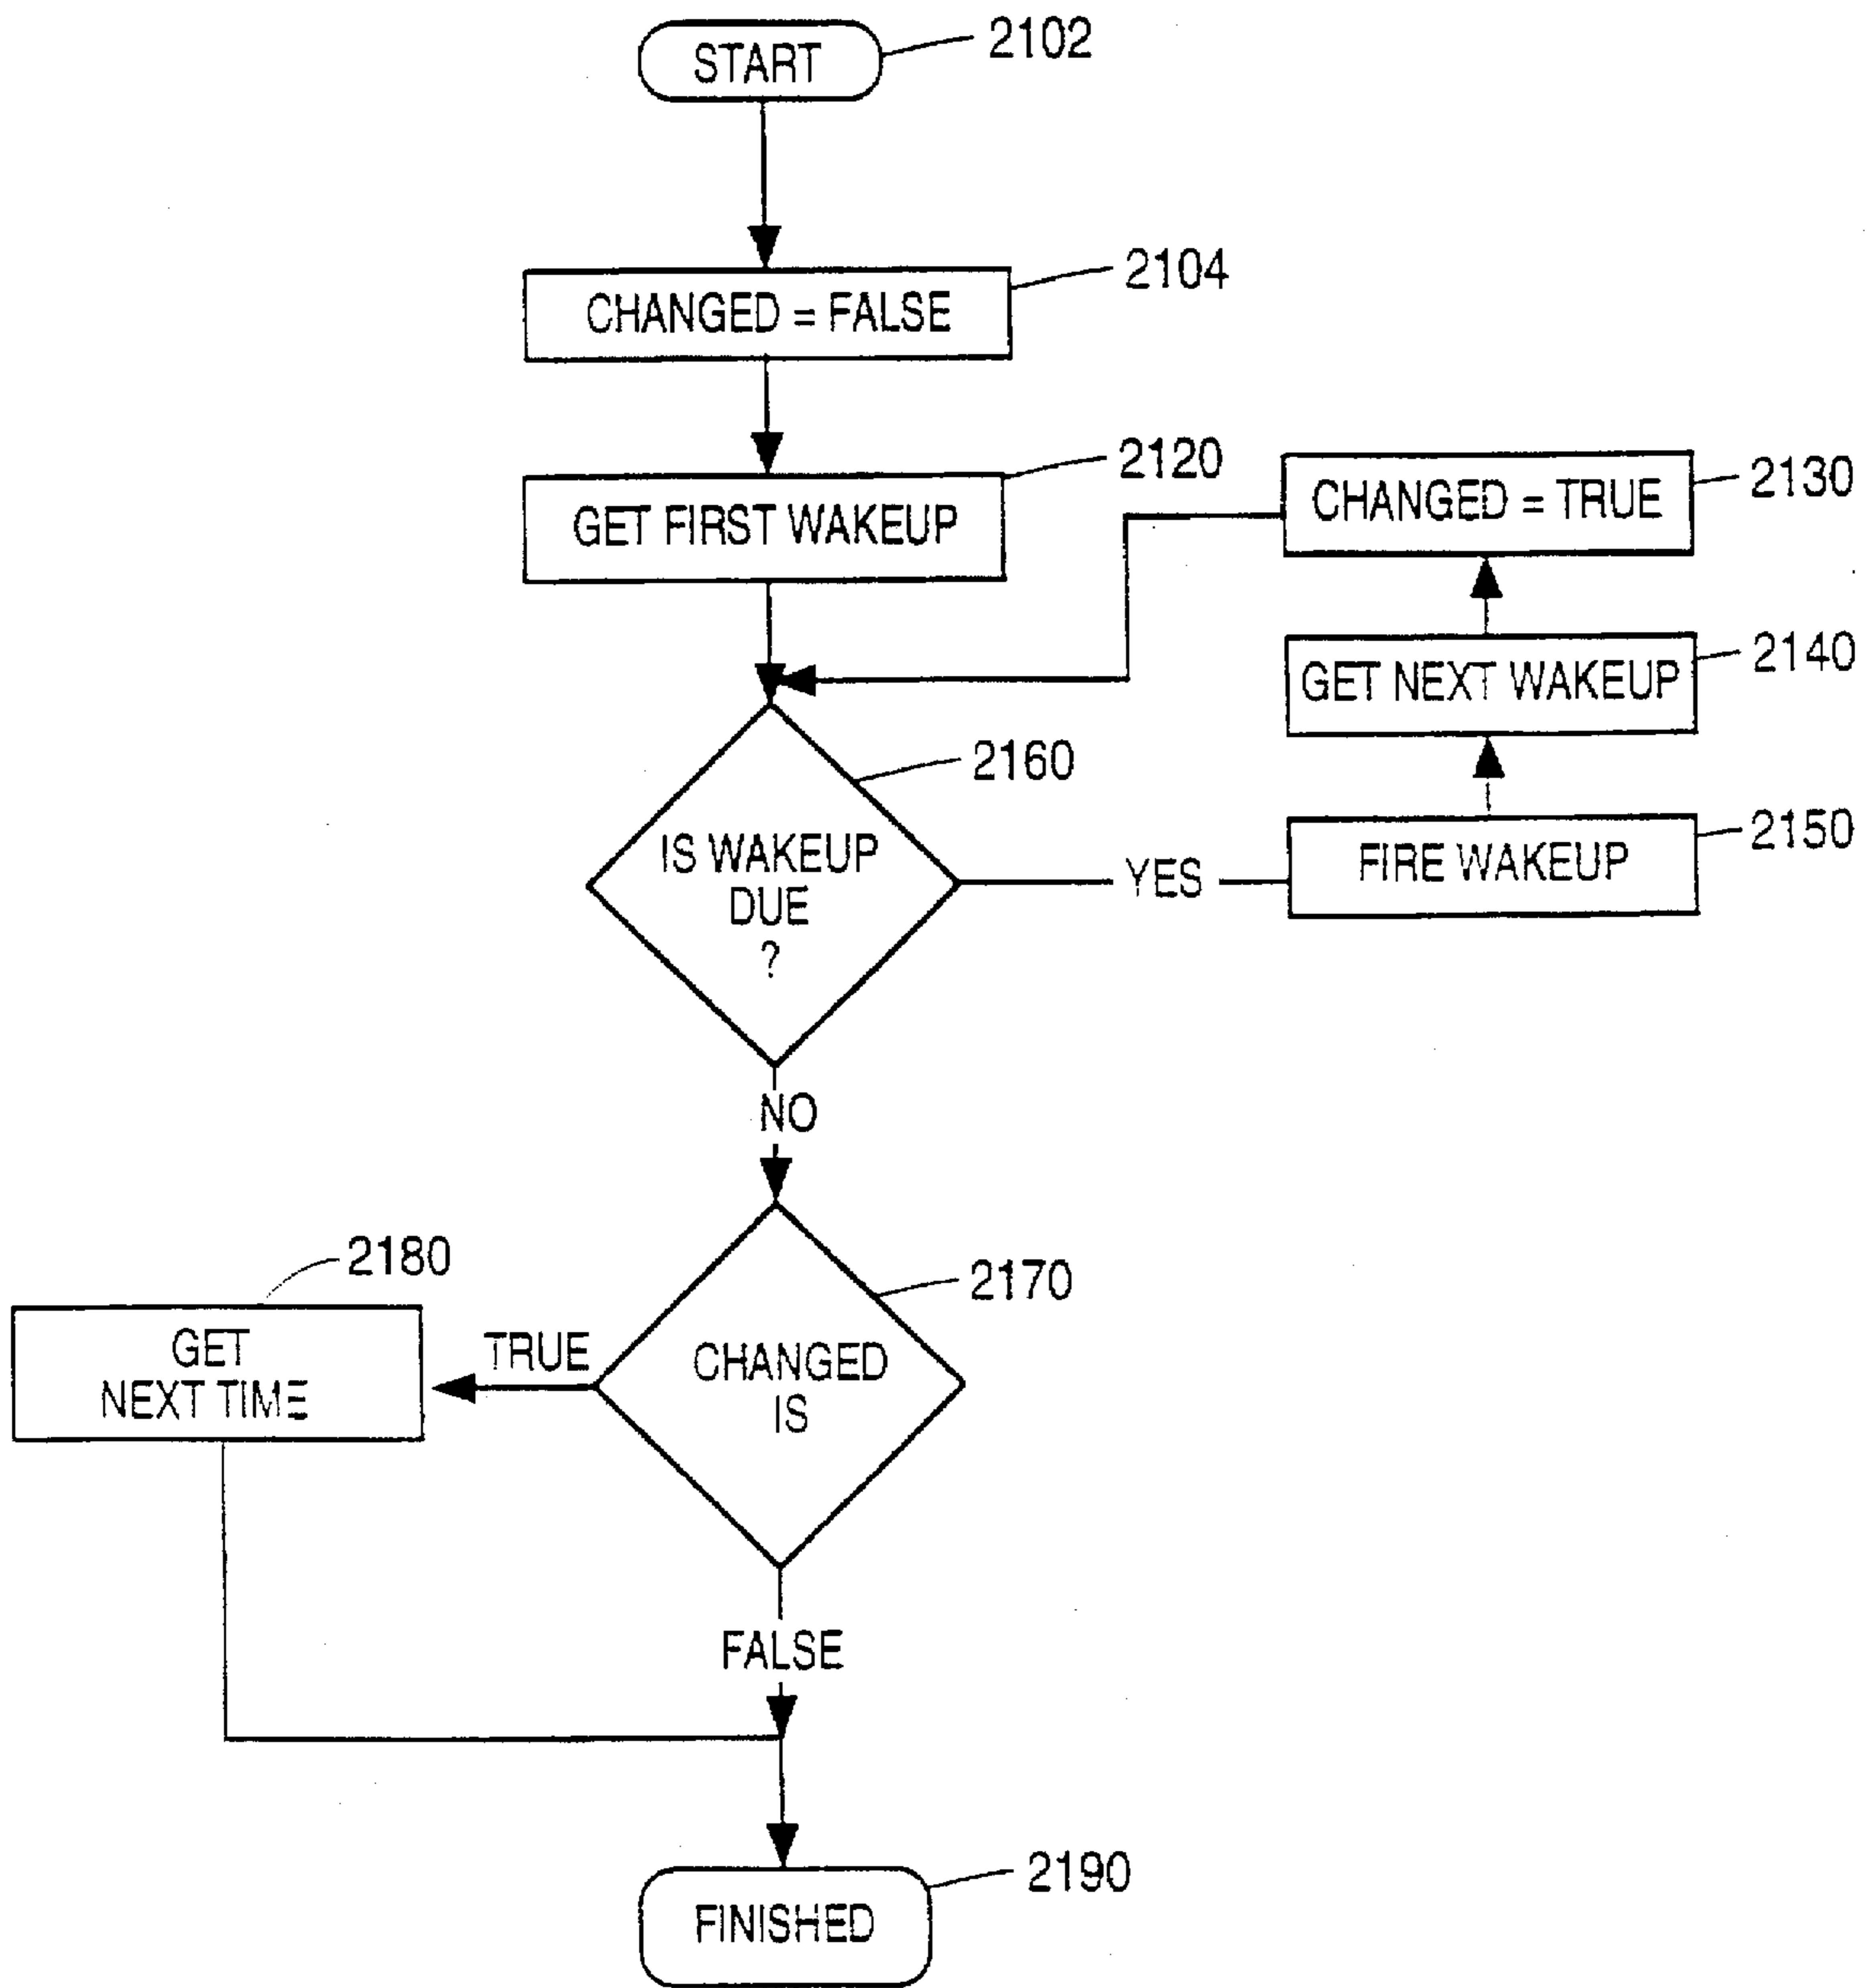 START
2102
CHANGED = FALSE
2104
GET FIRST WAKEUP
2120
CHANGED = TRUE
2130
GET NEXT WAKEUP
2140
IS WAKEUP
DUE
?
2160
YES
FIRE WAKEUP
2150
NO
2180
GET
NEXT TIME
TRUE
CHANGED
IS
2170
FALSE
FINISHED
2190